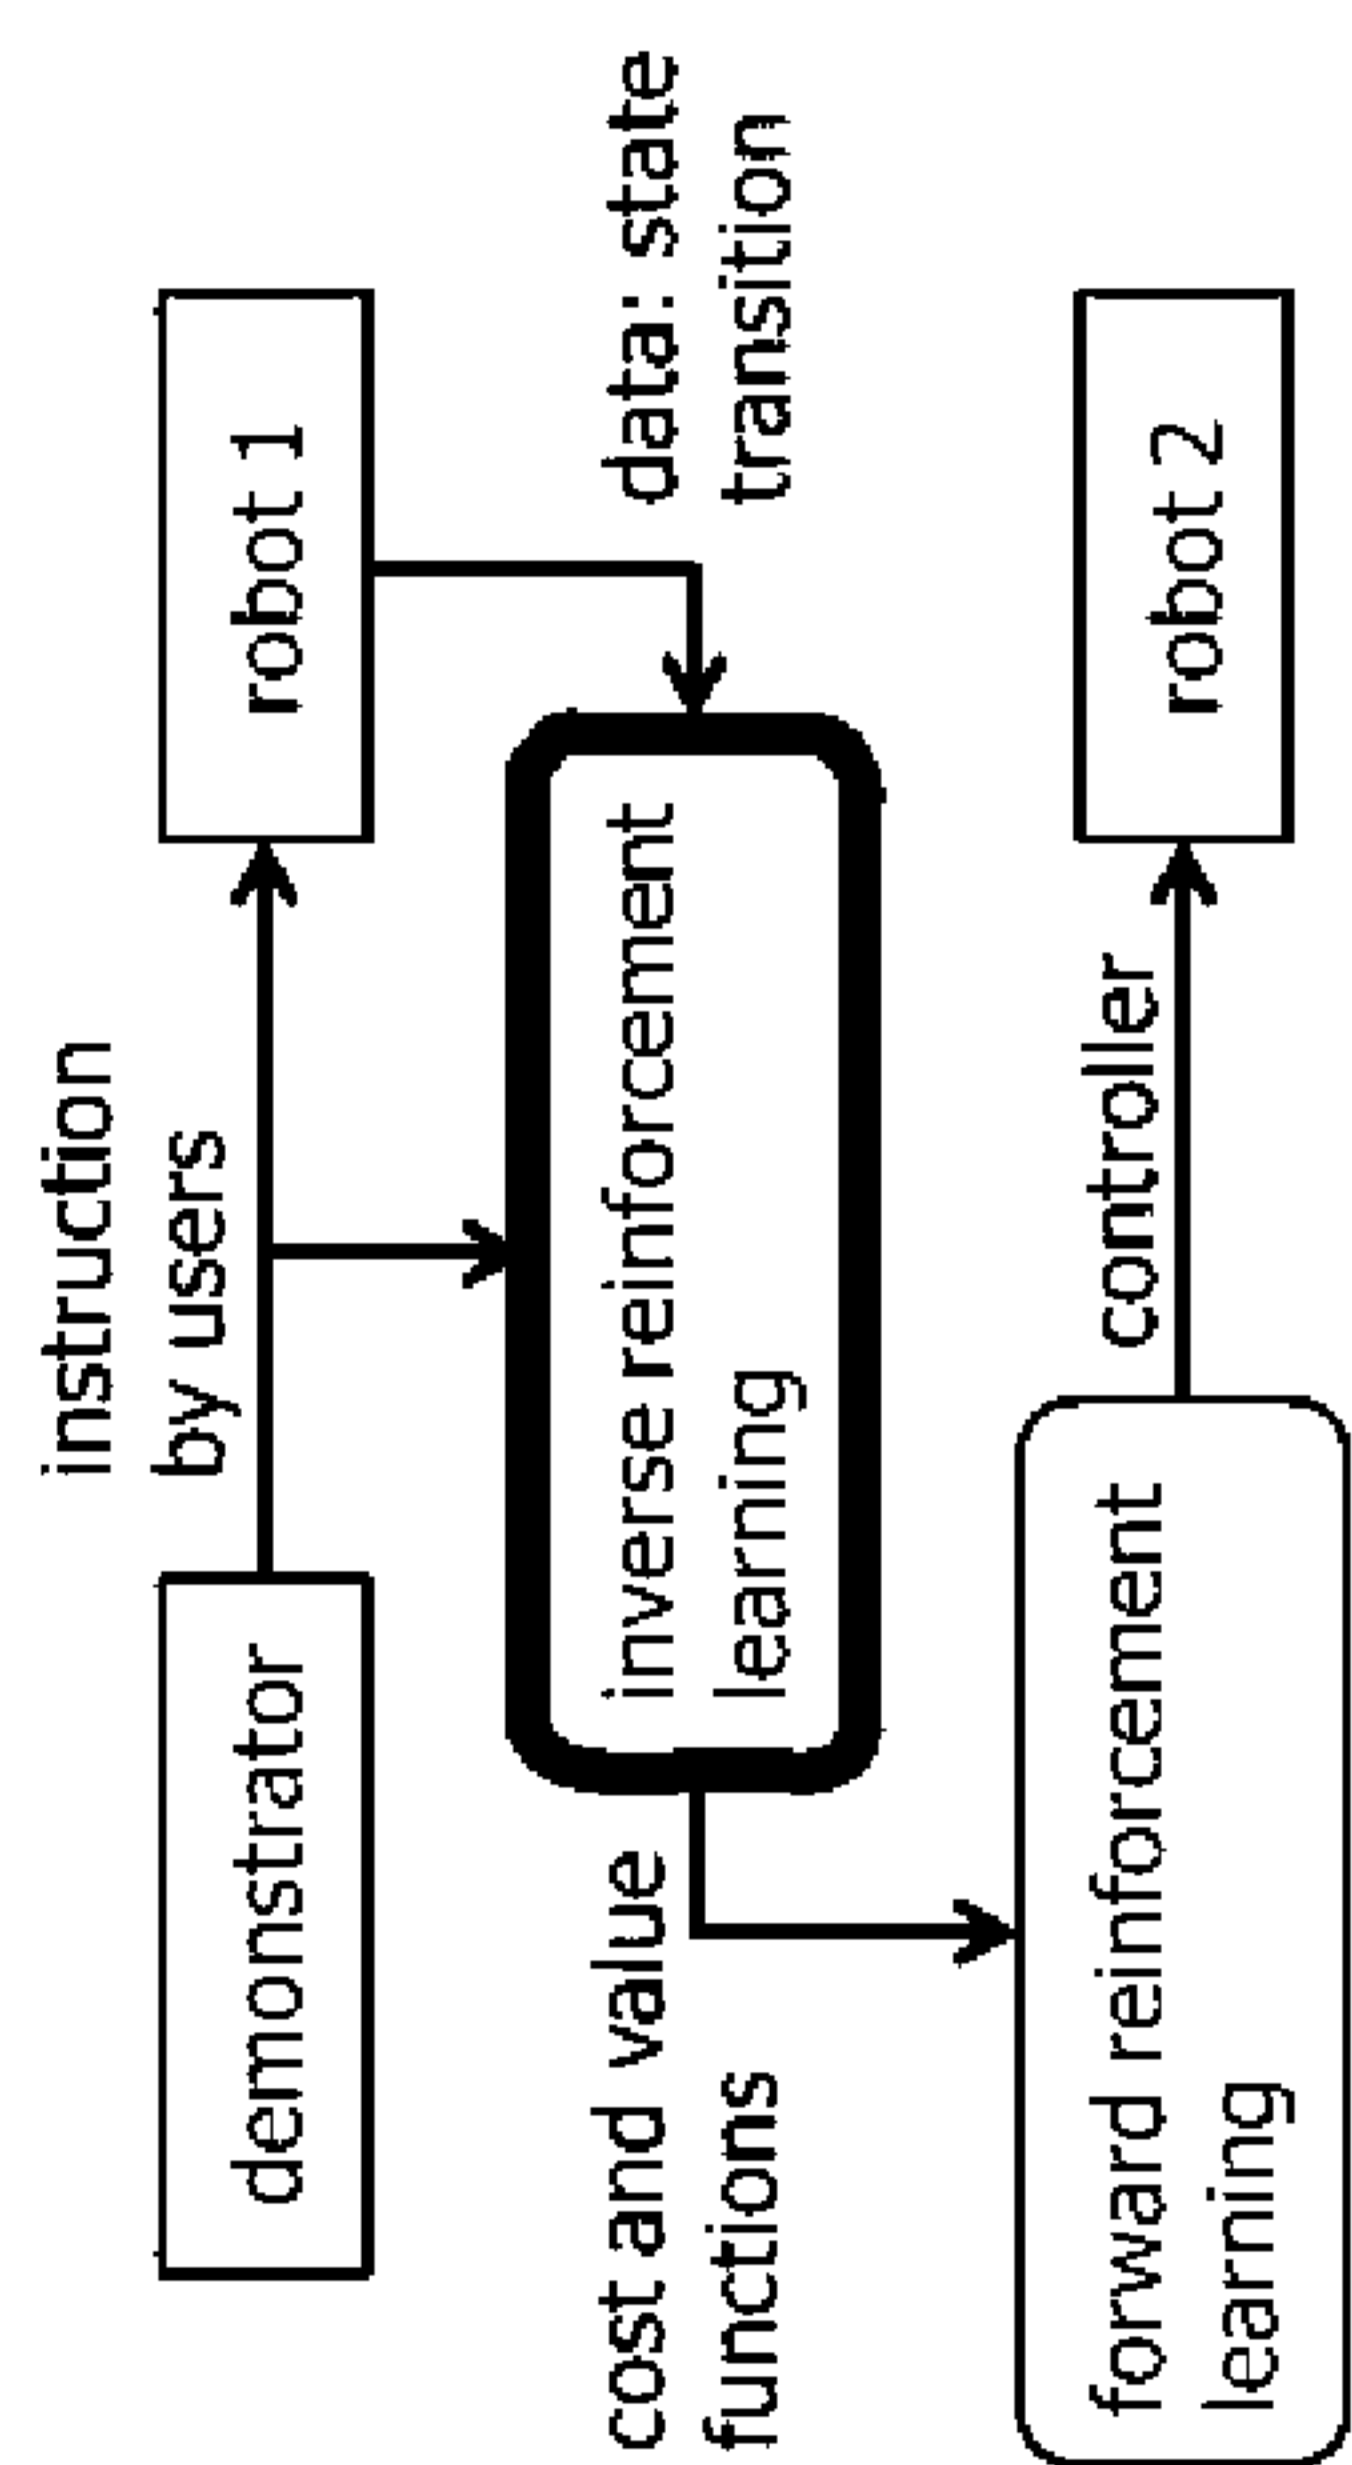 instruction
by users
demonstrator
robot 1
cost and value
functions
inverse reinforcement
learning
data: state
transition
forward reinforcement
learning
controller
robot 2